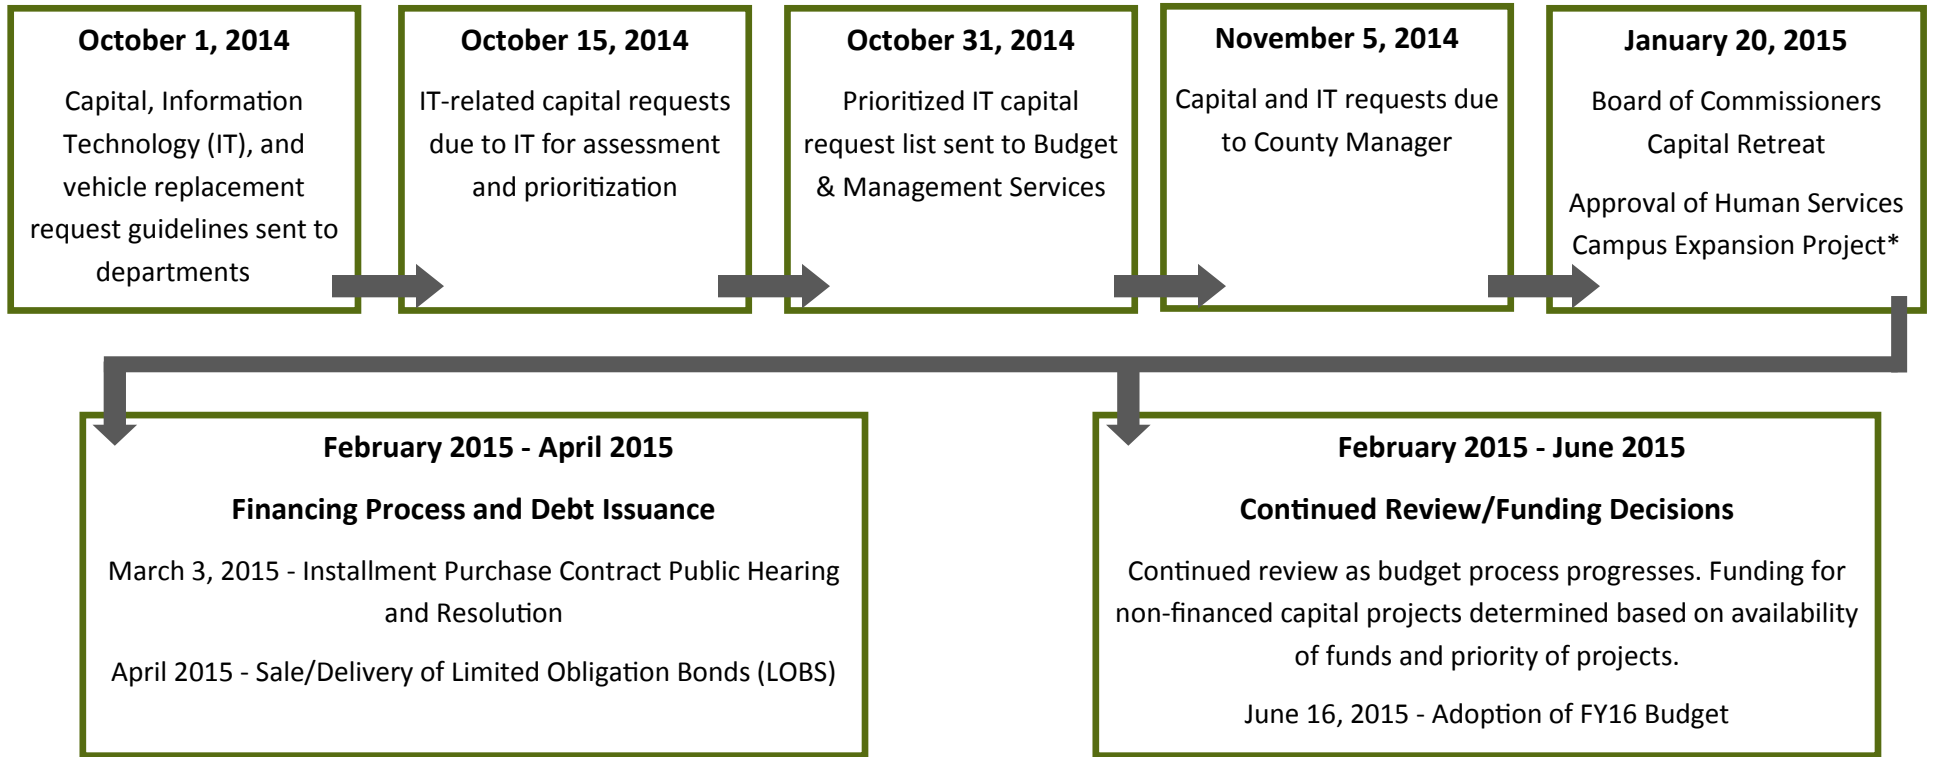 October 1, 2014
Capital, Information
Technology (IT), and
vehicle replacement
request guidelines sent to
departments
October 15, 2014
IT-related capital requests
due to IT for assessment
and prioritization
October 31, 2014
Prioritized IT capital
request list sent to Budget
& Management Services
November 5, 2014
Capital and IT requests due
to County Manager
January 20, 2015
Board of Commissioners
Capital Retreat
Approval of Human Services
Campus Expansion Project*
February 2015 - April 2015
Financing Process and Debt Issuance
March 3, 2015 - Installment Purchase Contract Public Hearing
and Resolution
April 2015 - Sale/Delivery of Limited Obligation Bonds (LOBS)
February 2015 - June 2015
Continued Review/Funding Decisions
Continued review as budget process progresses. Funding for
non-financed capital projects determined based on availability
of funds and priority of projects.
June 16, 2015 - Adoption of FY16 Budget